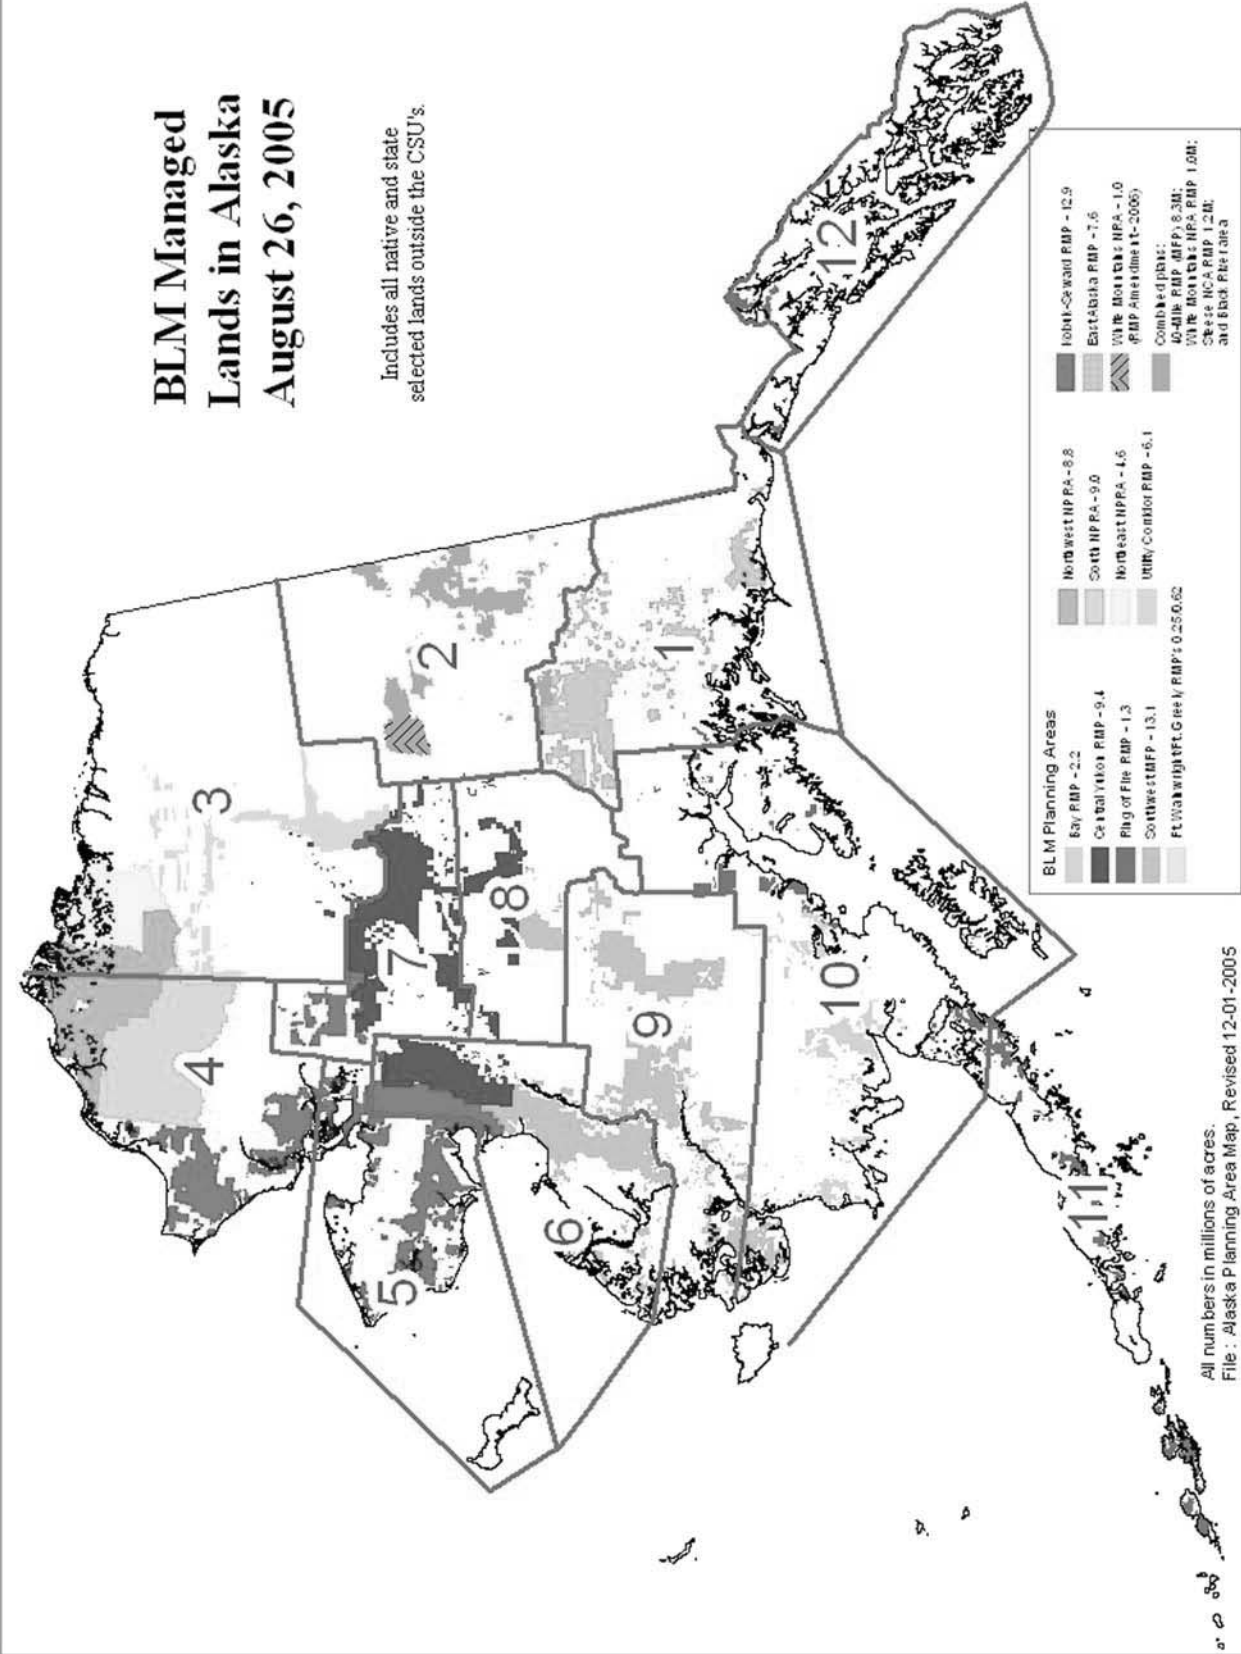 BLM Managed
Lands in Alaska
August 26, 2005
Includes all native and state
selected lands outside the CSU's.
3
2
1
4
7
8
5
6
9
10
11
12
BLM Planning Areas
Bay RMP - 2.2
Central Yukon RMP - 9.4
Ring of Fire RMP - 1.3
Southwest MFP - 13.1
Ft. Wainwright/Ft. Greely RMP's 0.25/0.62
Northwest NPRA - 8.8
South NPRA - 9.0
Northeast NPRA - 4.6
Utility Corridor RMP - 6.1
Kobuk-Seward RMP - 12.9
East Alaska RMP - 7.6
White Mountains NRA - 1.0
(RMP Amendment - 2006)
Combined plans:
40-Mile RMP (MFP) 8.3M;
White Mountains NRA RMP 1.0M;
Steese NCA RMP 1.2M;
and Black River area
All numbers in millions of acres.
File : Alaska Planning Area Map, Revised 12-01-2005